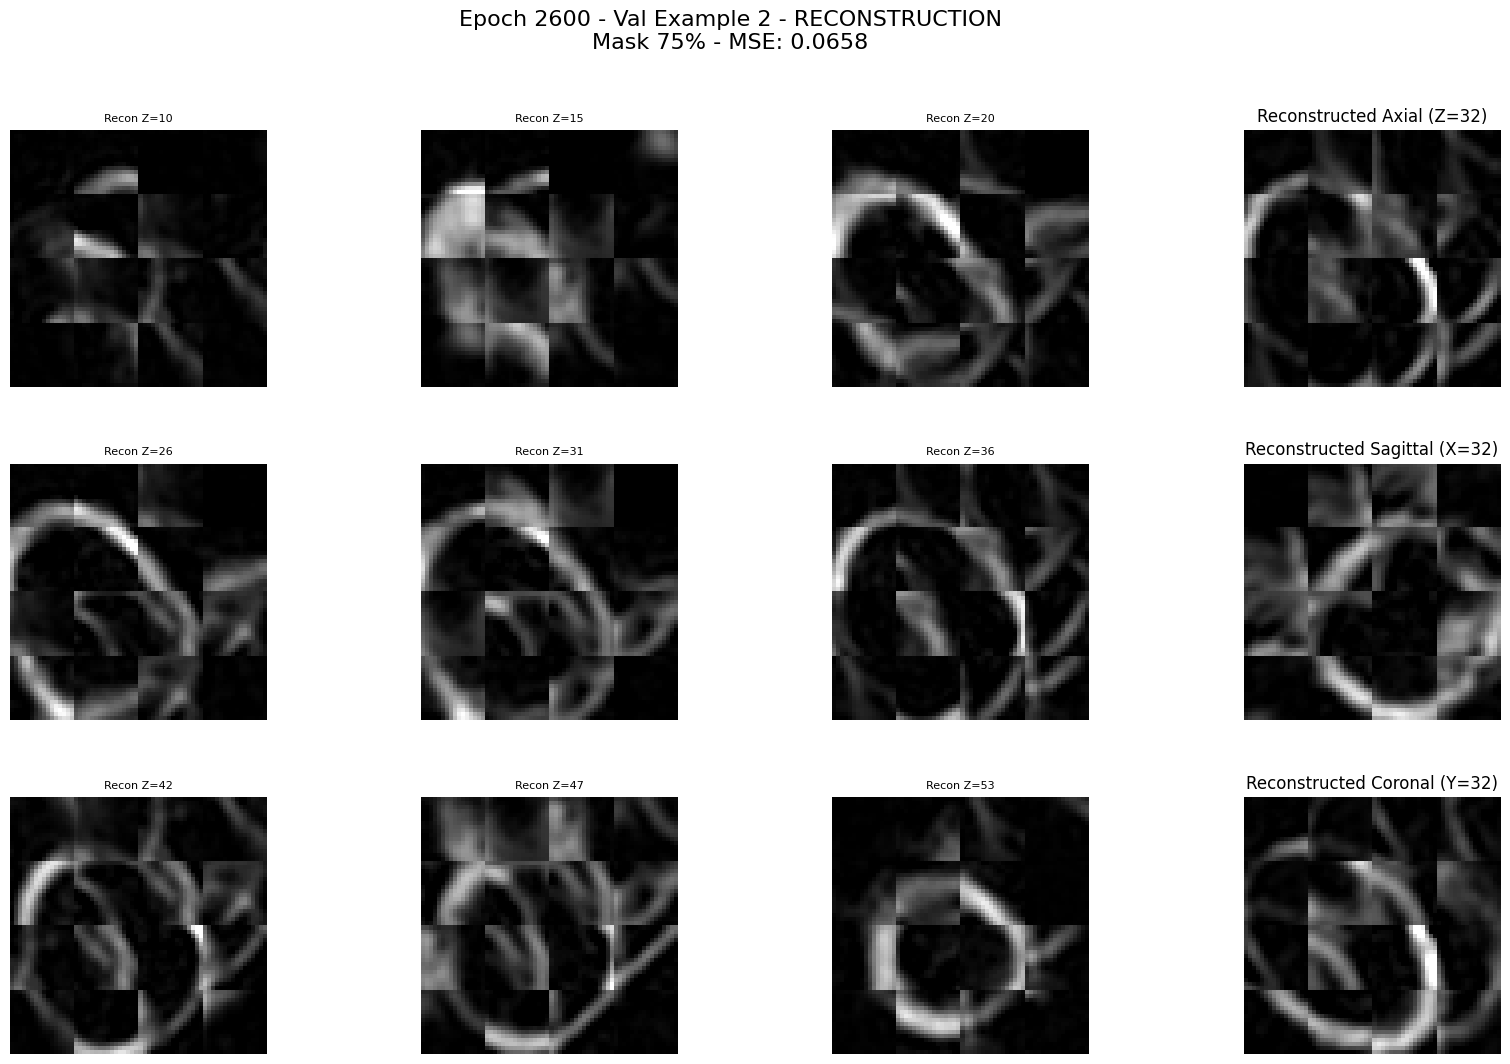 Epoch 2600 - Val Example 2 - RECONSTRUCTION
Mask 75% - MSE: 0.0658
Recon Z=10
Recon Z=15
Recon Z=20
Reconstructed Axial (Z=32)
Recon Z=26
Recon Z=31
Recon Z=36
Reconstructed Sagittal (X=32)
Recon Z=42
Recon Z=47
Recon Z=53
Reconstructed Coronal (Y=32)